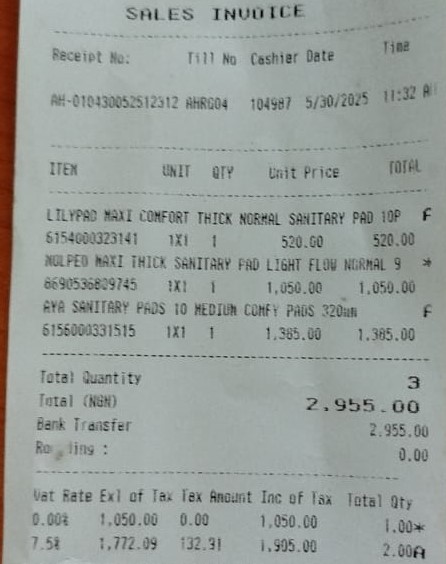 SALES INVOICE
Receipt No: Till No Cashier Date Time
AH-010430052512312 AHRG04 104987 5/30/2025 11:32
ITEM UNIT QTY Unit Price TOTAL
LILYPAD MAXI COMFORT THICK NORMAL SANITARY PAD 10P F
6154000323141 1X1 1 520.00 520.00
MOLPED MAXI THICK SANITARY PAD LIGHT FLOW NORMAL 9 *
8690536809745 1X1 1 1,050.00 1,050.00
AYA SANITARY PADS 10 MEDIUM COMFY PADS 320mm F
6156000331515 1X1 1 1,385.00 1,385.00
Total Quantity 3
Total (NGN) 2,955.00
Bank Transfer 2,955.00
: 0.00
Vat Rate Exl of Tax Tax Amount Inc of Tax Total Qty
0.00% 1,050.00 0.00 1,050.00 1.00*
7.5% 1,772.09 132.91 1,905.00 2.00A